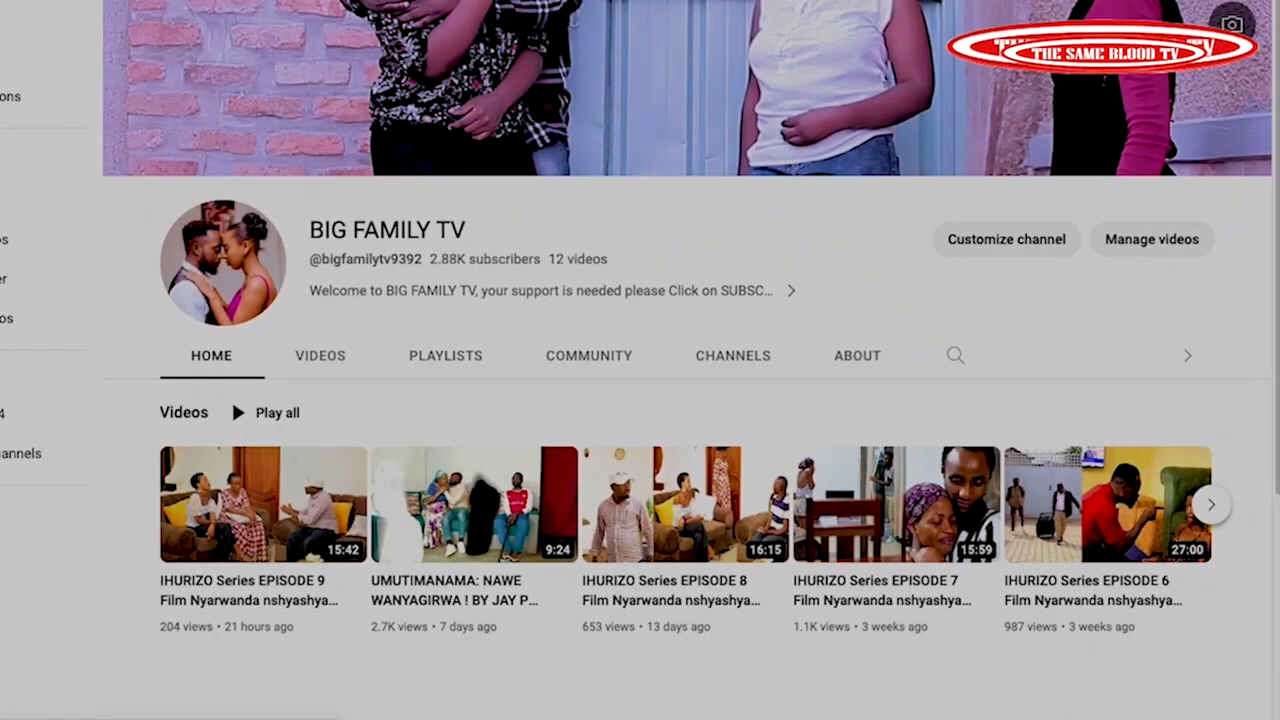 THE SAME BLOOD TV
ons
BIG FAMILY TV
@bigfamilytv9392 2.88K subscribers 12 videos
Customize channel
Manage videos
Welcome to BIG FAMILY TV, your support is needed please Click on SUBSC...
s
er
os
HOME VIDEOS PLAYLISTS COMMUNITY CHANNELS ABOUT
4
annels
Videos Play all
15:42
9:24
16:15
15:59
27:00
IHURIZO Series EPISODE 9
Film Nyarwanda nshyashya...
204 views • 21 hours ago
UMUTIMANAMA: NAWE
WANYAGIRWA ! BY JAY P...
2.7K views • 7 days ago
IHURIZO Series EPISODE 8
Film Nyarwanda nshyashya...
653 views • 13 days ago
IHURIZO Series EPISODE 7
Film Nyarwanda nshyashya...
1.1K views • 3 weeks ago
IHURIZO Series EPISODE 6
Film Nyarwanda nshyashya...
987 views • 3 weeks ago